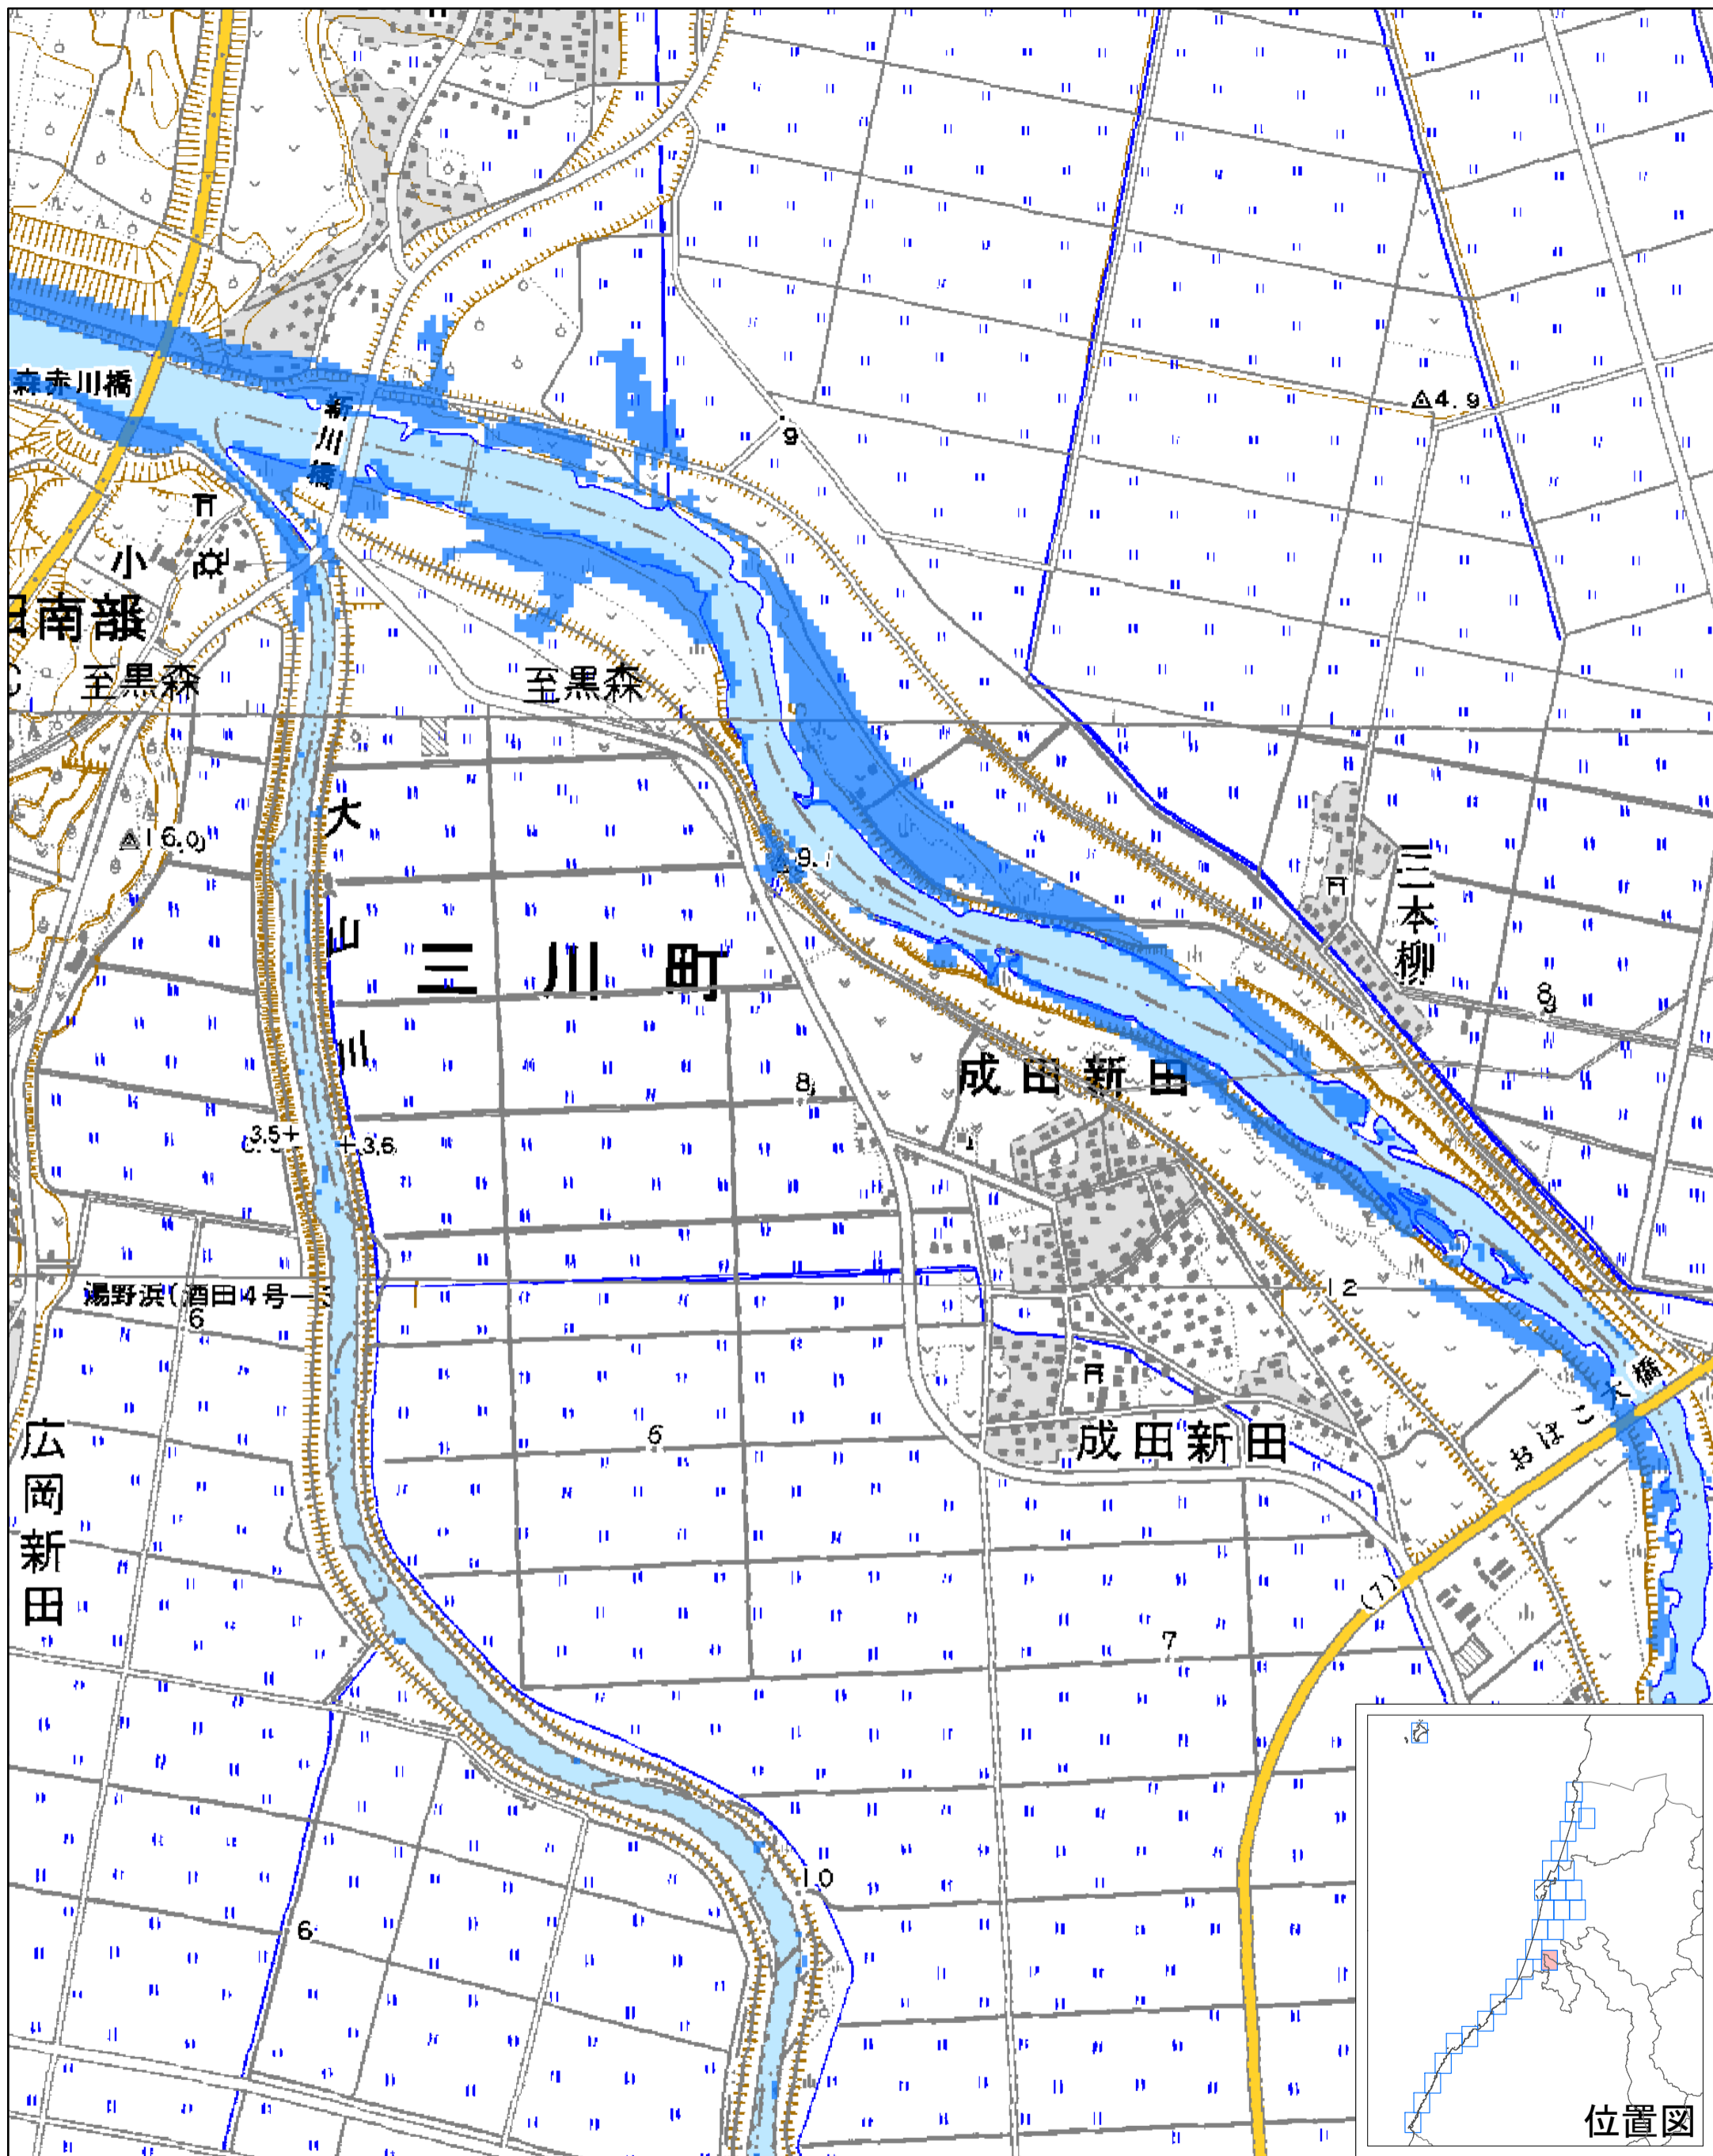 森赤川橋
新川橋
9
4.9
小
田南部
至黒森
至黒森
16.0
大山川
9.1
三川町
三本柳
8
成田新田
8
3.5
3.6
湯野浜(酒田4号
6
12
おばこ大橋
広岡新田
6
成田新田
(7)
7
10
6
位置図